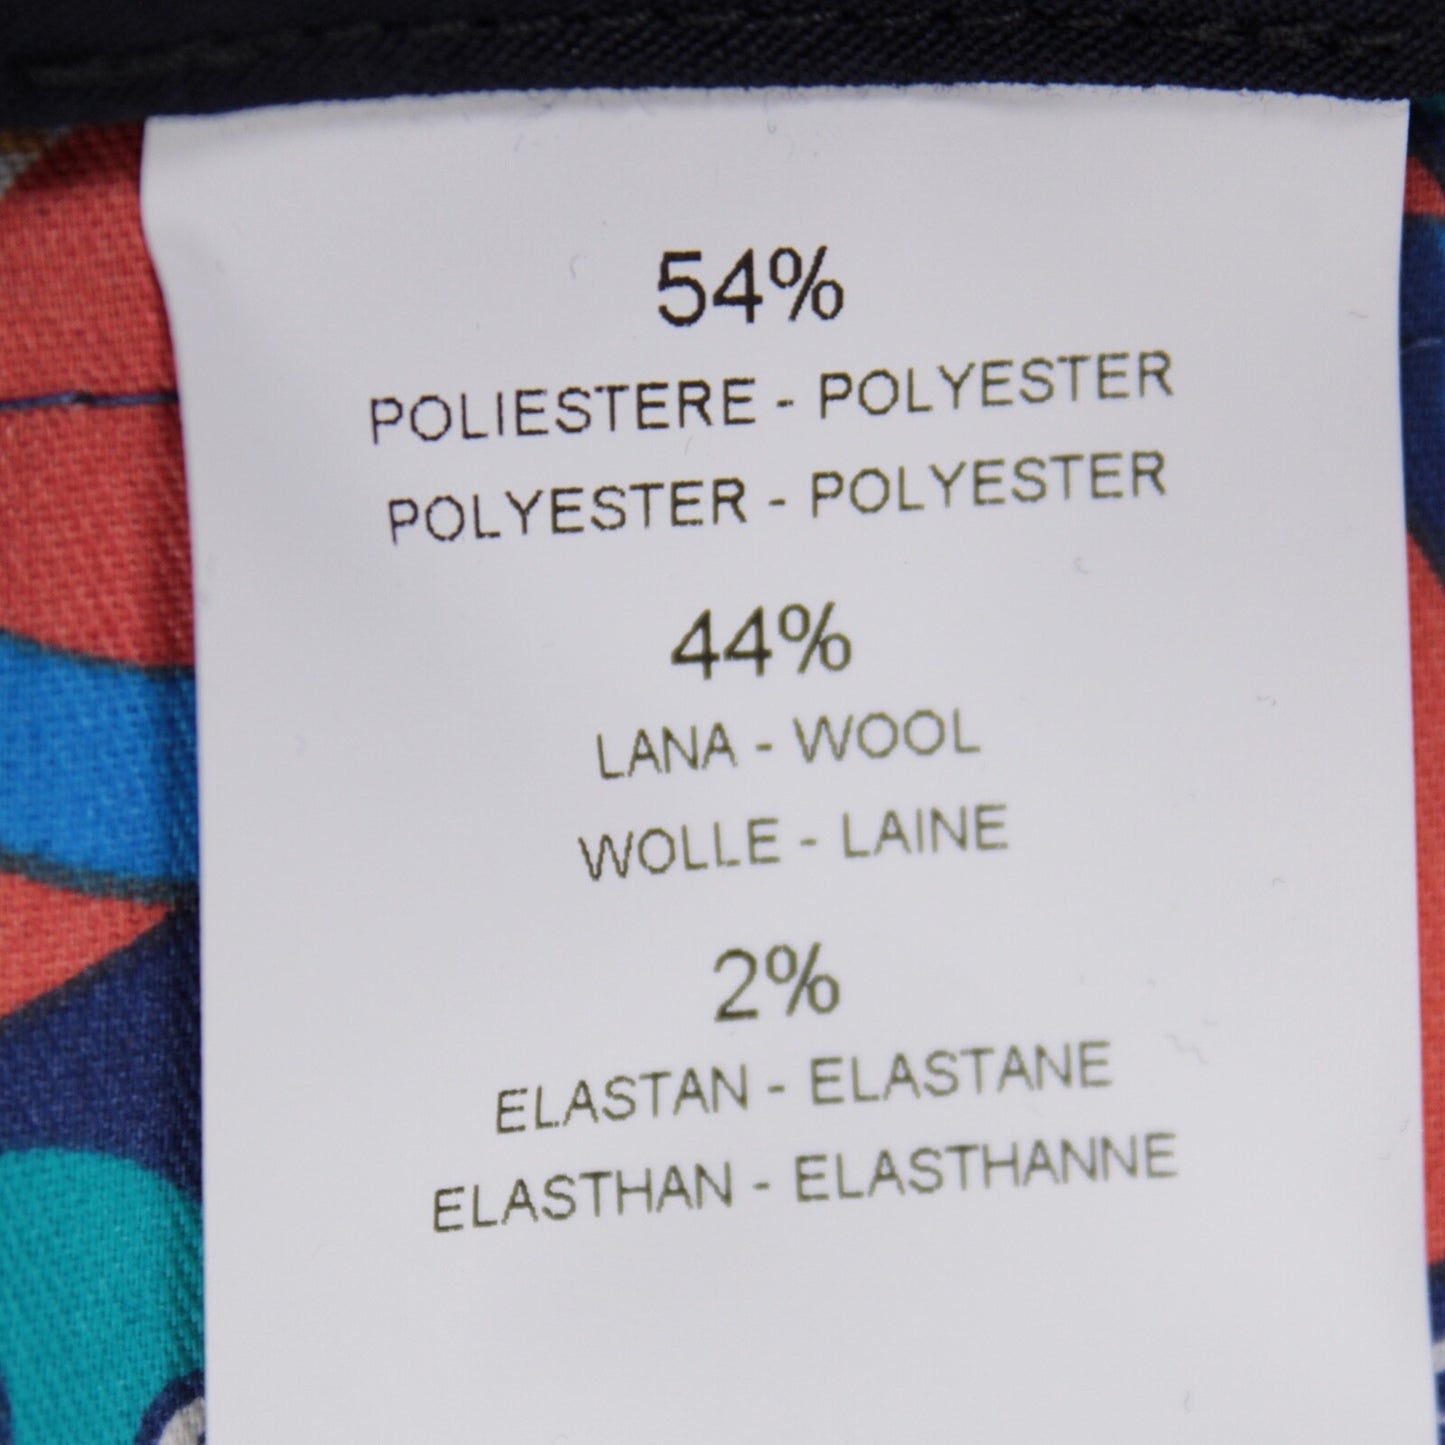 54%
POLIESTERE - POLYESTER
POLYESTER - POLYESTER
44%
LANA - WOOL
WOLLE - LAINE
2%
ELASTAN - ELASTANE
ELASTHAN - ELASTHANNE